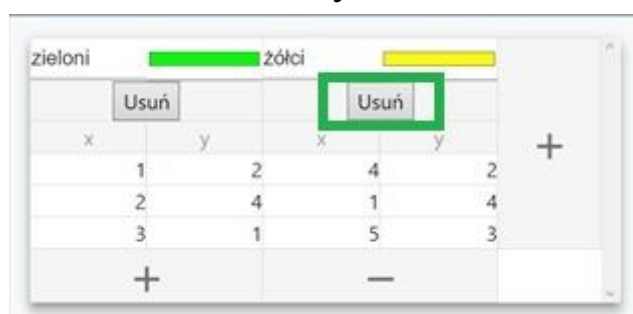 zieloni żółci
Usuń Usuń
x y x y +
1 2 4 2
2 4 1 4
3 1 5 3
+ −